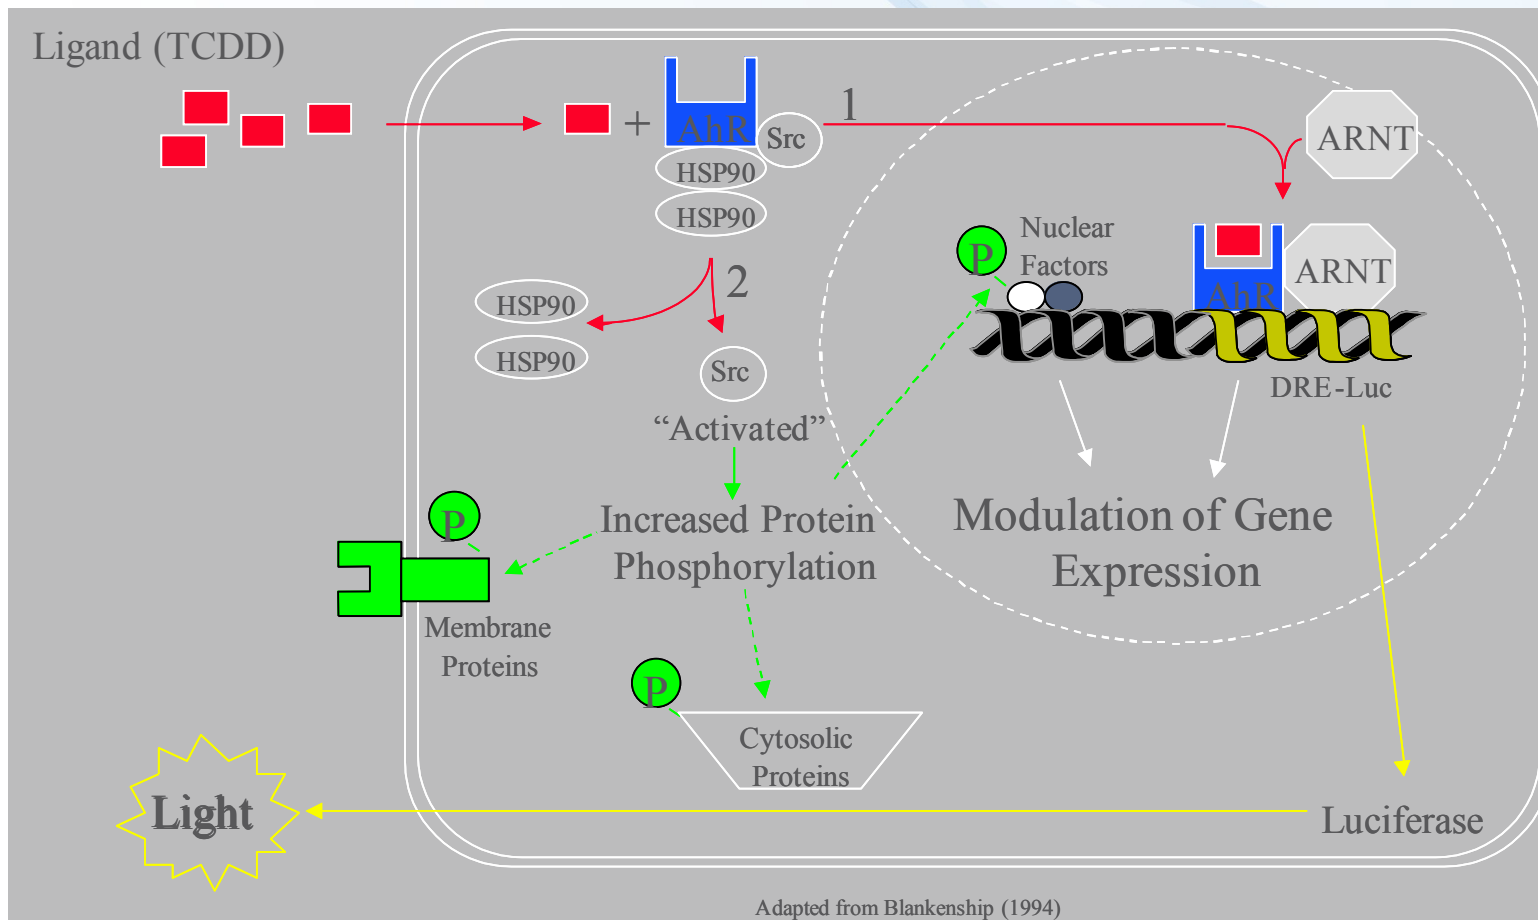 Ligand (TCDD)
+
AhR
Src
HSP90
HSP90
1
ARNT
2
HSP90
HSP90
Src
“Activated”
P
Nuclear
Factors
AhR
ARNT
DRE-Luc
Increased Protein
Phosphorylation
Modulation of Gene
Expression
P
Membrane
Proteins
P
Cytosolic
Proteins
Light
Luciferase
Adapted from Blankenship (1994)